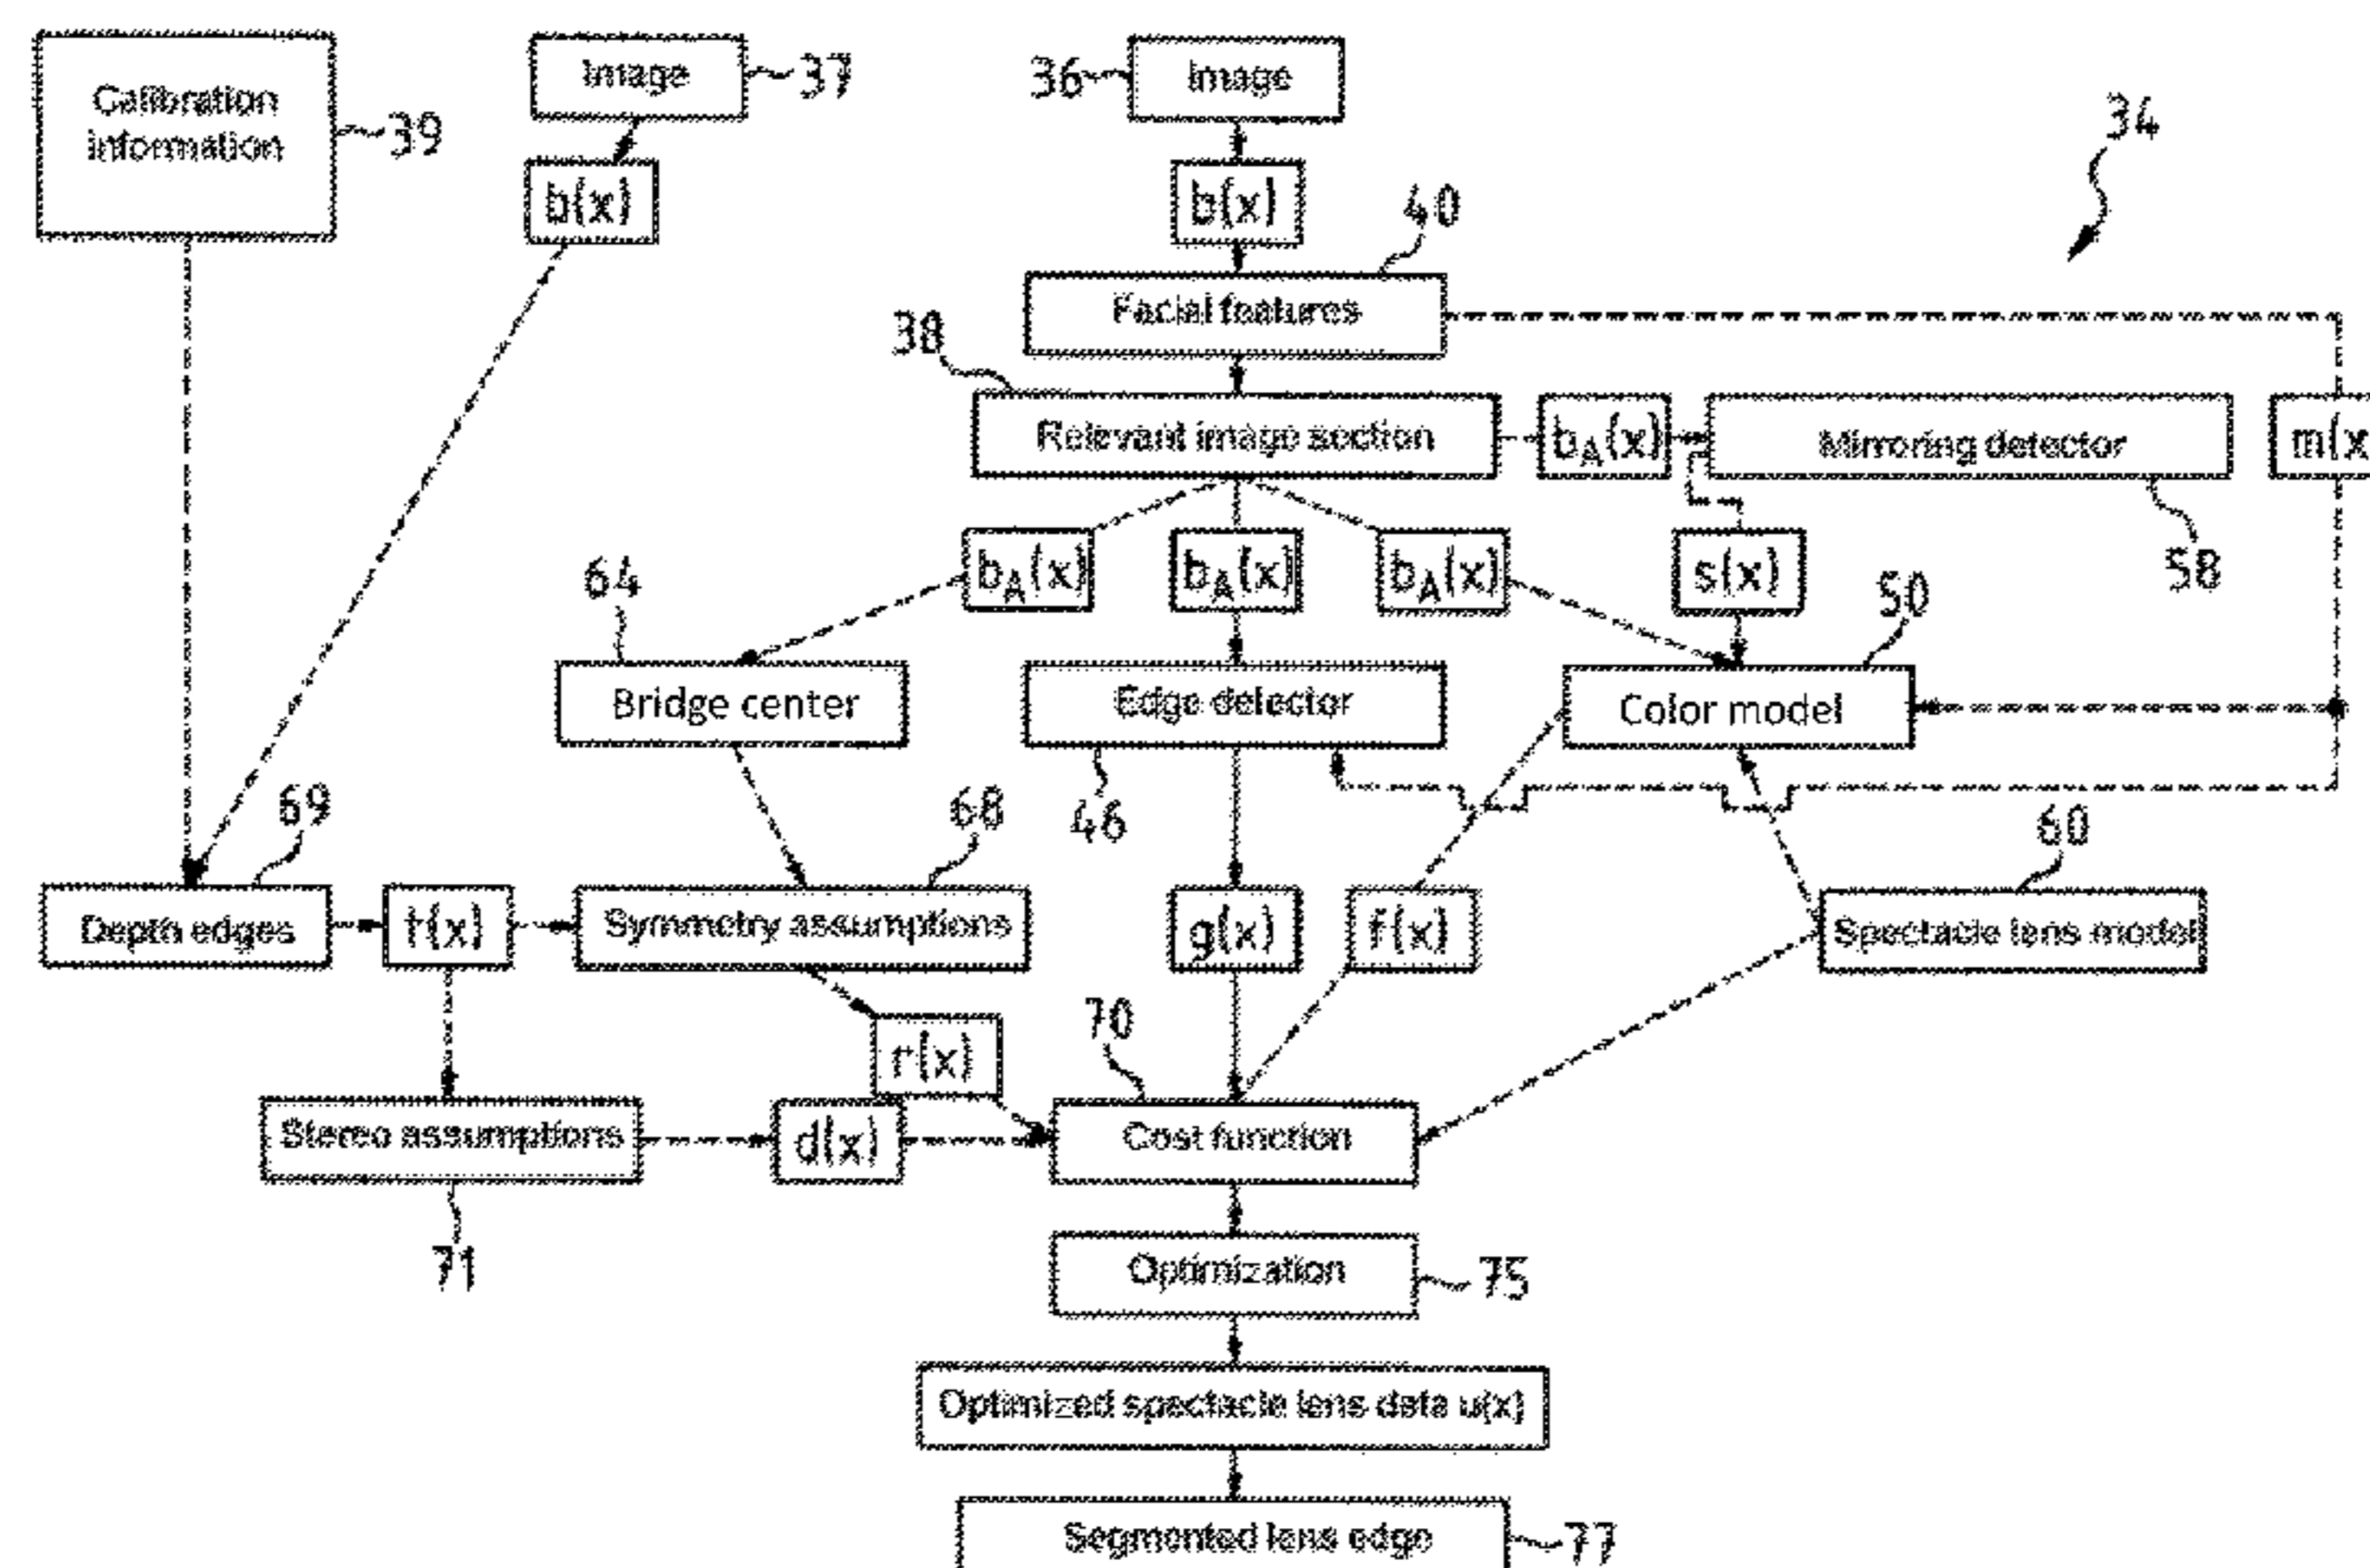 Calibration
information
39
Image
37
36
Image
34
b(x)
b(x)
40
Facial features
38
Relevant image section
bA(x)
Mirroring detector
m(x
58
bA(x)
bA(x)
bA(x)
s(x)
64
50
Bridge center
Edge detector
Color model
46
69
68
60
Depth edges
t(x)
Symmetry assumptions
g(x)
f(x)
Spectacle lens model
r(x)
70
Stereo assumptions
d(x)
Cost function
71
Optimization
75
Optimized spectacle lens data u(x)
Segmented lens edge
77